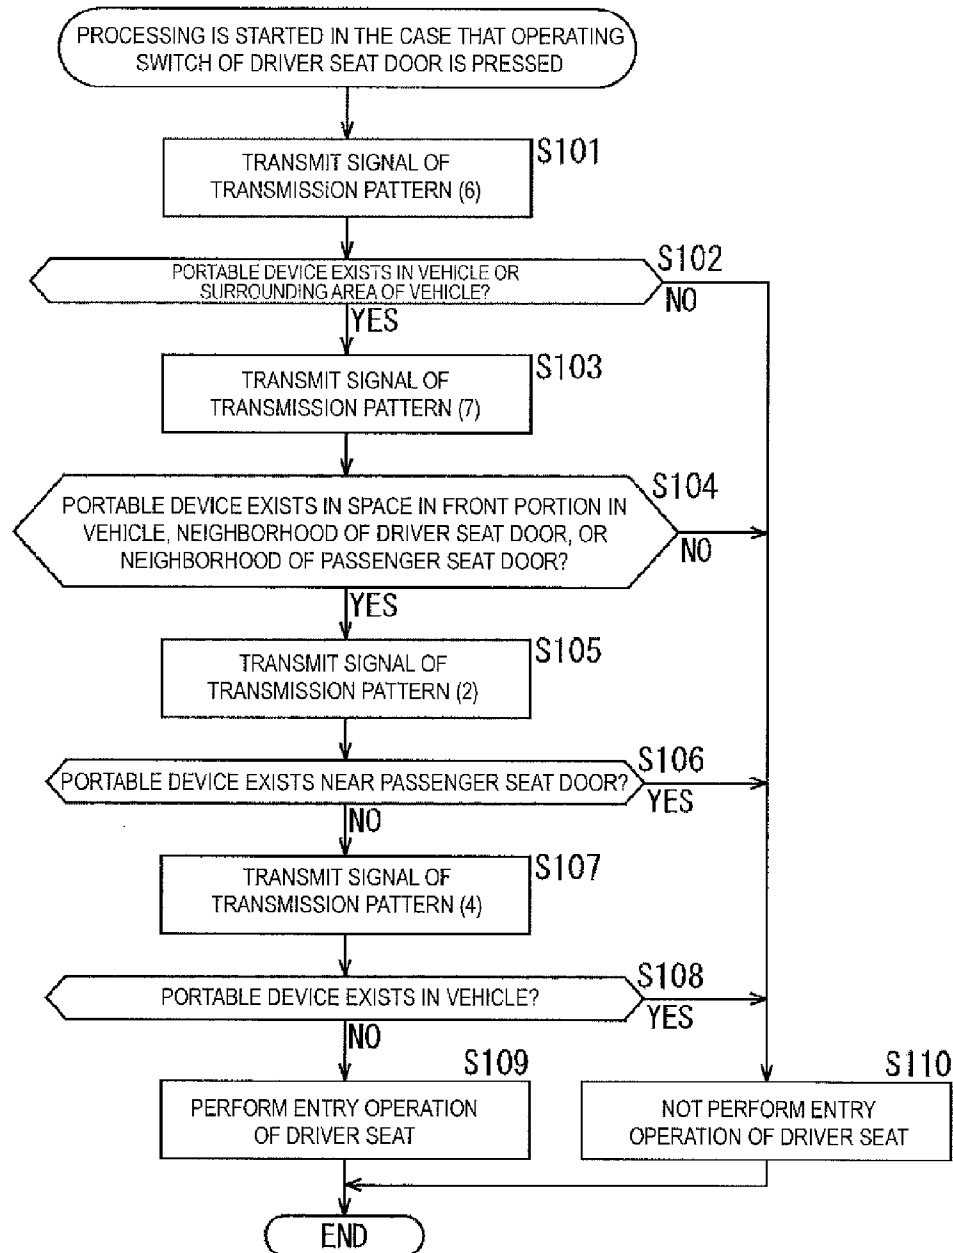 PROCESSING IS STARTED IN THE CASE THAT OPERATING
SWITCH OF DRIVER SEAT DOOR IS PRESSED
S101
TRANSMIT SIGNAL OF
TRANSMISSION PATTERN (6)
S102
PORTABLE DEVICE EXISTS IN VEHICLE OR
SURROUNDING AREA OF VEHICLE?
NO
YES
S103
TRANSMIT SIGNAL OF
TRANSMISSION PATTERN (7)
S104
PORTABLE DEVICE EXISTS IN SPACE IN FRONT PORTION IN
VEHICLE, NEIGHBORHOOD OF DRIVER SEAT DOOR, OR
NEIGHBORHOOD OF PASSENGER SEAT DOOR?
NO
YES
S105
TRANSMIT SIGNAL OF
TRANSMISSION PATTERN (2)
S106
PORTABLE DEVICE EXISTS NEAR PASSENGER SEAT DOOR?
YES
NO
S107
TRANSMIT SIGNAL OF
TRANSMISSION PATTERN (4)
S108
PORTABLE DEVICE EXISTS IN VEHICLE?
YES
NO
S109
PERFORM ENTRY OPERATION
OF DRIVER SEAT
S110
NOT PERFORM ENTRY
OPERATION OF DRIVER SEAT
END